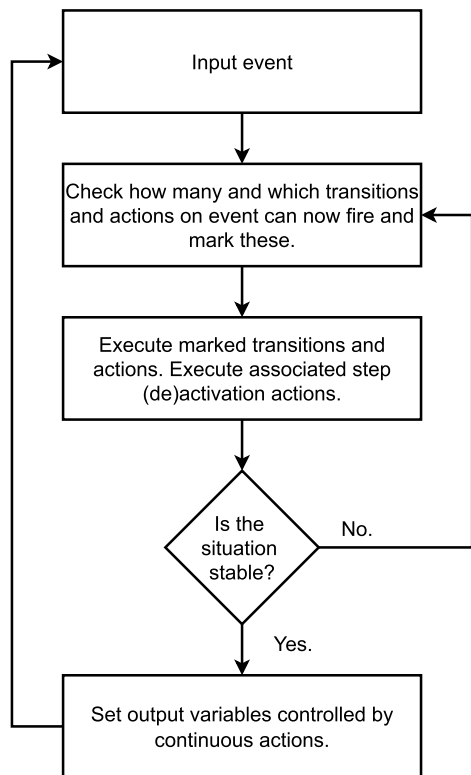 Input event
Check how many and which transitions
and actions on event can now fire and
mark these.
Execute marked transitions and
actions. Execute associated step
(de)activation actions.
Is the
situation
stable?
No.
Yes.
Set output variables controlled by
continuous actions.